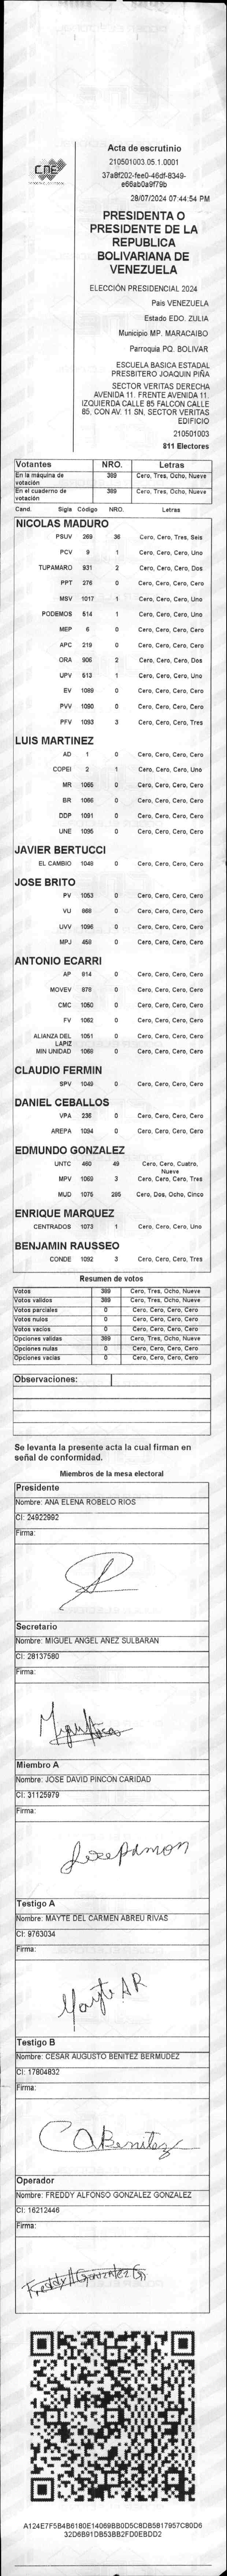 CNE
Acta de escrutinio
210501003.05.1.0001
37a8f202-fee0-46df-8349-
e66ab0a9f79b
28/07/2024 07:44:54 PM
PRESIDENTA O
PRESIDENTE DE LA
REPUBLICA
BOLIVARIANA DE
VENEZUELA
ELECCIÓN PRESIDENCIAL 2024
País VENEZUELA
Estado EDO. ZULIA
Municipio MP. MARACAIBO
Parroquia PQ. BOLIVAR
ESCUELA BASICA ESTADAL
PRESBITERO JOAQUIN PIÑA
SECTOR VERITAS DERECHA
AVENIDA 11. FRENTE AVENIDA 11.
IZQUIERDA CALLE 85 FALCON CALLE
85, CON AV. 11 SN, SECTOR VERITAS
EDIFICIO
210501003
811 Electores
Votantes NRO. Letras
En la máquina de votación 389 Cero, Tres, Ocho, Nueve
En el cuaderno de votación 389 Cero, Tres, Ocho, Nueve
Cand. Sigla Código NRO. Letras
NICOLAS MADURO
PSUV 269 36 Cero, Cero, Tres, Seis
PCV 9 1 Cero, Cero, Cero, Uno
TUPAMARO 931 2 Cero, Cero, Cero, Dos
PPT 276 0 Cero, Cero, Cero, Cero
MSV 1017 1 Cero, Cero, Cero, Uno
PODEMOS 514 1 Cero, Cero, Cero, Uno
MEP 6 0 Cero, Cero, Cero, Cero
APC 219 0 Cero, Cero, Cero, Cero
ORA 906 2 Cero, Cero, Cero, Dos
UPV 513 1 Cero, Cero, Cero, Uno
EV 1089 0 Cero, Cero, Cero, Cero
PVV 1090 0 Cero, Cero, Cero, Cero
PFV 1093 3 Cero, Cero, Cero, Tres
LUIS MARTINEZ
AD 1 0 Cero, Cero, Cero, Cero
COPEI 2 1 Cero, Cero, Cero, Uno
MR 1065 0 Cero, Cero, Cero, Cero
BR 1066 0 Cero, Cero, Cero, Cero
DDP 1091 0 Cero, Cero, Cero, Cero
UNE 1095 0 Cero, Cero, Cero, Cero
JAVIER BERTUCCI
EL CAMBIO 1048 0 Cero, Cero, Cero, Cero
JOSE BRITO
PV 1053 0 Cero, Cero, Cero, Cero
VU 868 0 Cero, Cero, Cero, Cero
UVV 1096 0 Cero, Cero, Cero, Cero
MPJ 458 0 Cero, Cero, Cero, Cero
ANTONIO ECARRI
AP 814 0 Cero, Cero, Cero, Cero
MOVEV 878 0 Cero, Cero, Cero, Cero
CMC 1050 0 Cero, Cero, Cero, Cero
FV 1062 0 Cero, Cero, Cero, Cero
ALIANZA DEL LAPIZ 1051 0 Cero, Cero, Cero, Cero
MIN UNIDAD 1068 0 Cero, Cero, Cero, Cero
CLAUDIO FERMIN
SPV 1049 0 Cero, Cero, Cero, Cero
DANIEL CEBALLOS
VPA 236 0 Cero, Cero, Cero, Cero
AREPA 1094 0 Cero, Cero, Cero, Cero
EDMUNDO GONZALEZ
UNTC 460 49 Cero, Cero, Cuatro, Nueve
MPV 1069 3 Cero, Cero, Cero, Tres
MUD 1075 285 Cero, Dos, Ocho, Cinco
ENRIQUE MARQUEZ
CENTRADOS 1073 1 Cero, Cero, Cero, Uno
BENJAMIN RAUSSEO
CONDE 1092 3 Cero, Cero, Cero, Tres
Resumen de votos
Votos 389 Cero, Tres, Ocho, Nueve
Votos validos 389 Cero, Tres, Ocho, Nueve
Votos parciales 0 Cero, Cero, Cero, Cero
Votos nulos 0 Cero, Cero, Cero, Cero
Votos vacíos 0 Cero, Cero, Cero, Cero
Opciones validas 389 Cero, Tres, Ocho, Nueve
Opciones nulas 0 Cero, Cero, Cero, Cero
Opciones vacias 0 Cero, Cero, Cero, Cero
Observaciones:
Se levanta la presente acta la cual firman en
señal de conformidad.
Miembros de la mesa electoral
Presidente
Nombre: ANA ELENA ROBELO RIOS
CI: 24922992
Firma:
Secretario
Nombre: MIGUEL ANGEL AÑEZ SULBARAN
CI: 28137580
Firma:
Miembro A
Nombre: JOSE DAVID PINCON CARIDAD
CI: 31125979
Firma:
Testigo A
Nombre: MAYTE DEL CARMEN ABREU RIVAS
CI: 9763034
Firma:
Mayte AR
Testigo B
Nombre: CESAR AUGUSTO BENITEZ BERMUDEZ
CI: 17804832
Firma:
CABenitez
Operador
Nombre: FREDDY ALFONSO GONZALEZ GONZALEZ
CI: 16212446
Firma:
Freddy A Gonzalez G
A124E7F5B4B6180E14069BB0D5C8DB5817957C80D6
32D6B91DB53BB2FD0EBDD2